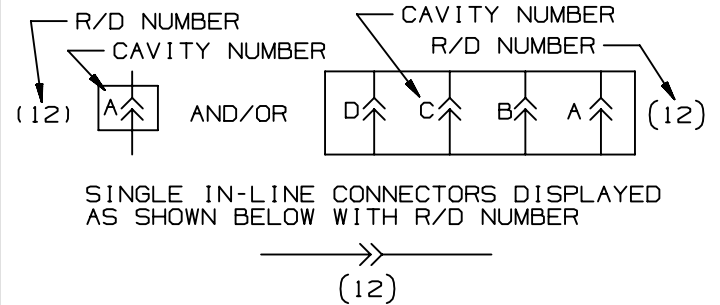 R/D NUMBER
CAVITY NUMBER
(12)
A
AND/OR
CAVITY NUMBER
R/D NUMBER
D C B A
(12)
SINGLE IN-LINE CONNECTORS DISPLAYED
AS SHOWN BELOW WITH R/D NUMBER
(12)